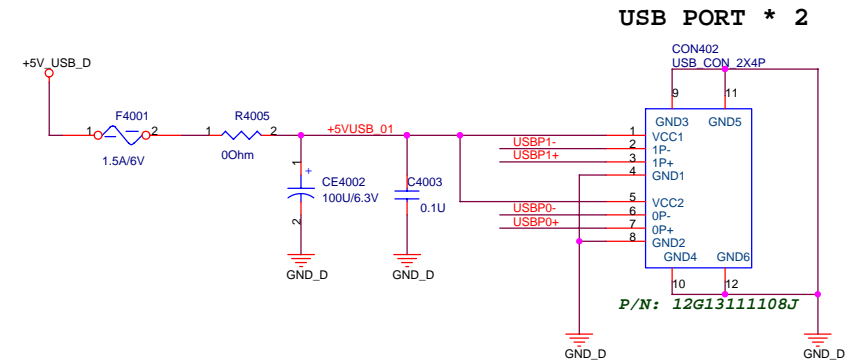 USB PORT * 2
CON402
USB_CON_2X4P
+5V_USB_D
9
11
F4001
R4005
GND3
GND5
1
2
1
2
+5VUSB_01
1
VCC1
USBP1-
2
1P-
USBP1+
3
1P+
4
GND1
1.5A/6V
0Ohm
1
+
CE4002
100U/6.3V
2
C4003
0.1U
5
VCC2
USBP0-
6
0P-
USBP0+
7
0P+
8
GND2
GND4
GND6
GND_D
GND_D
10
12
P/N: 12G13111108J
GND_D
GND_D